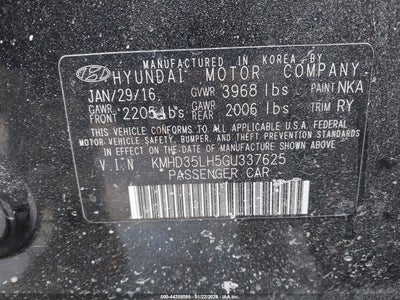 MANUFACTURED IN KOREA BY
HYUNDAI MOTOR COMPANY
JAN/29/16 GVWR 3968 lbs PAINT NKA
GAWR FRONT 2205 lbs GAWR REAR 2006 lbs TRIM RY
THIS VEHICLE CONFORMS TO ALL APPLICABLE U.S.A. FEDERAL
MOTOR VEHICLE SAFETY, BUMPER, AND THEFT PREVENTION STANDARDS
IN EFFECT ON THE DATE OF MANUFACTURE SHOWN ABOVE.
V.I.N KMHD35LH5GU337625
PASSENGER CAR